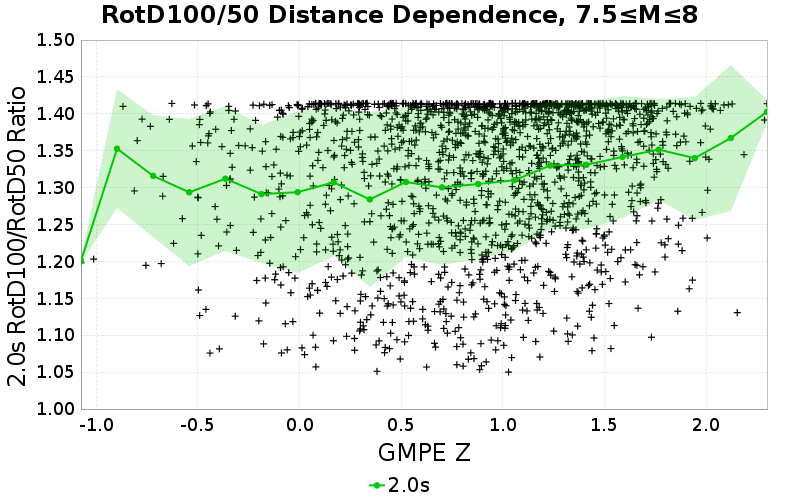 RotD100/50 Distance Dependence, 7.5≤M≤8
2.0s RotD100/RotD50 Ratio
1.50
1.45
1.40
1.35
1.30
1.25
1.20
1.15
1.10
1.05
1.00
-1.0 -0.5 0.0 0.5 1.0 1.5 2.0
GMPE Z
2.0s